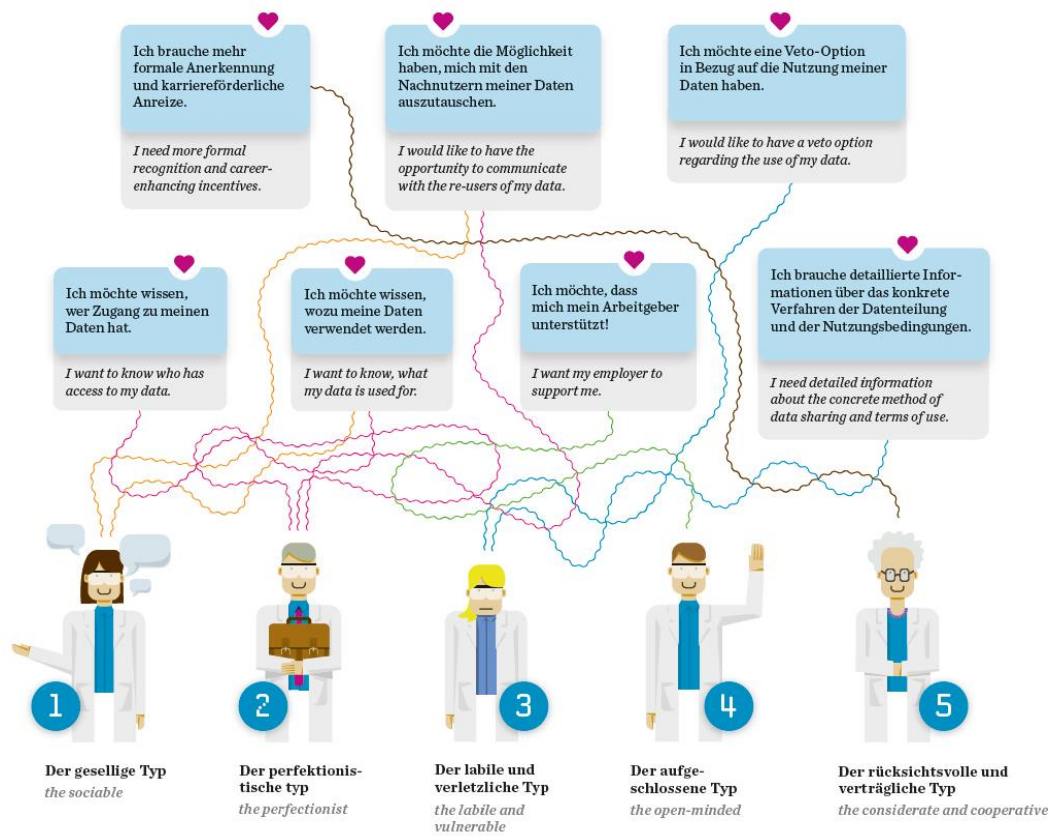 Ich brauche mehr
formale Anerkennung
und karriereförderliche
Anreize.
I need more formal
recognition and career-
enhancing incentives.
Ich möchte die Möglichkeit
haben, mich mit den
Nachnutzern meiner Daten
auszutauschen.
I would like to have the
opportunity to communicate
with the re-users of my data.
Ich möchte eine Veto-Option
in Bezug auf die Nutzung meiner
Daten haben.
I would like to have a veto option
regarding the use of my data.
Ich möchte wissen,
wer Zugang zu meinen
Daten hat.
I want to know who has
access to my data.
Ich möchte wissen,
wozu meine Daten
verwendet werden.
I want to know, what
my data is used for.
Ich möchte, dass
mich mein Arbeitgeber
unterstützt!
I want my employer to
support me.
Ich brauche detaillierte Infor-
mationen über das konkrete
Verfahren der Datenteilung
und der Nutzungsbedingungen.
I need detailed information
about the concrete method of
data sharing and terms of use.
1
2
3
4
5
Der gesellige Typ
the sociable
Der perfektionis-
tische typ
the perfectionist
Der labile und
verletzliche Typ
the labile and
vulnerable
Der aufge-
schlossene Typ
the open-minded
Der rücksichtsvolle und
verträgliche Typ
the considerate and cooperative